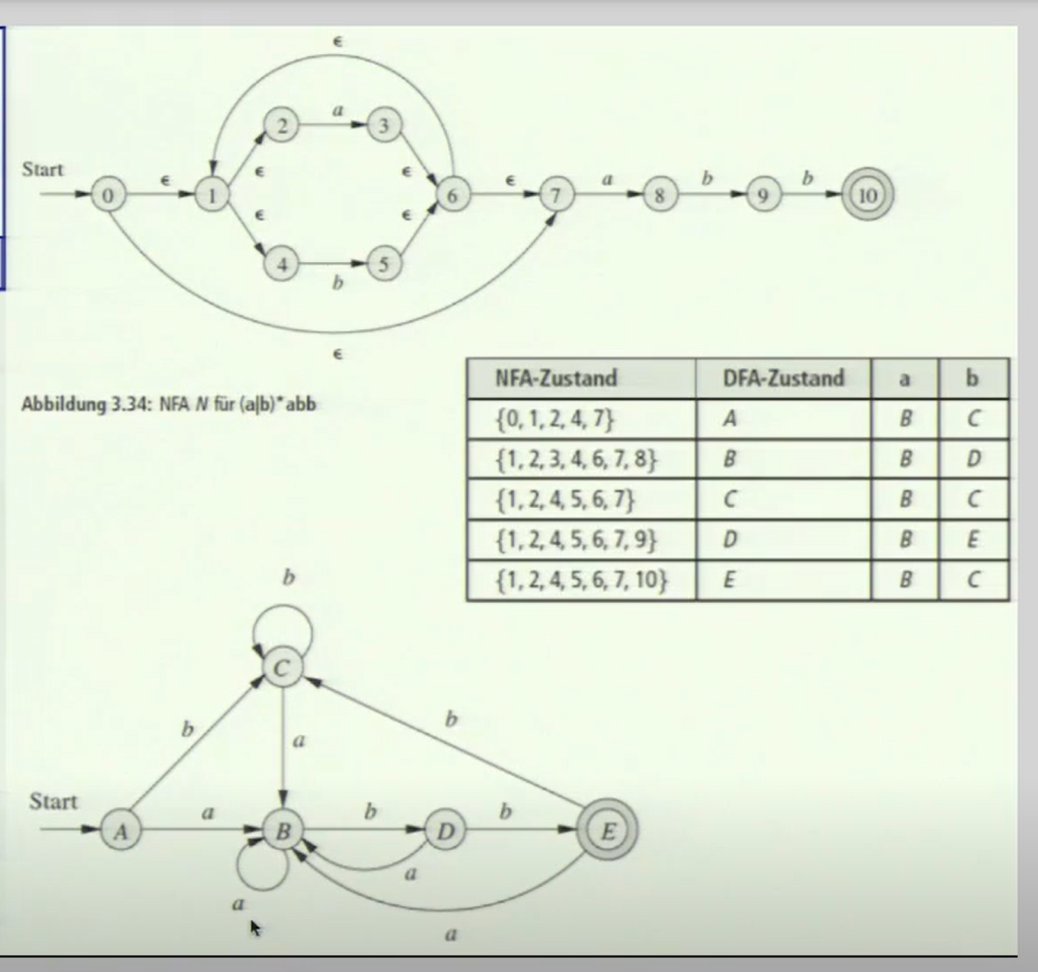 ϵ
2 a 3
Start ϵ ϵ
0 ϵ 1 6 ϵ 7 a 8 b 9 b 10
ϵ ϵ
4 b 5
ϵ
Abbildung 3.34: NFA N für (a|b)*abb
NFA-Zustand DFA-Zustand a b
{0, 1, 2, 4, 7} A B C
{1, 2, 3, 4, 6, 7, 8} B B D
{1, 2, 4, 5, 6, 7} C B C
{1, 2, 4, 5, 6, 7, 9} D B E
{1, 2, 4, 5, 6, 7, 10} E B C
b
C
b a b
Start
A a B b D b E
a
a
a